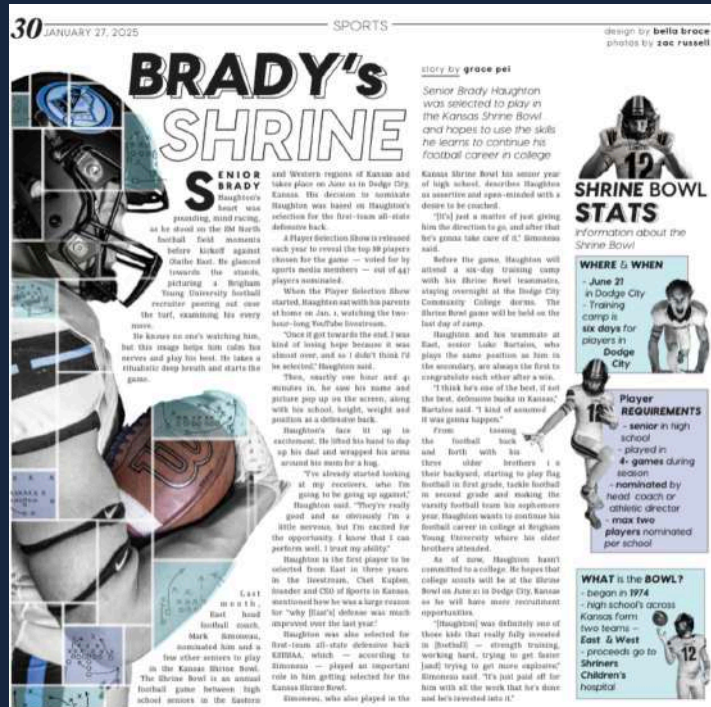 30 JANUARY 27, 2025
SPORTS
design by bella broce
photos by zac russell
BRADY's
SHRINE
story by grace pei
Senior Brady Haughton
was selected to play in
the Kansas Shrine Bowl
and hopes to use the skills
he learns to continue his
football career in college
SENIOR
BRADY
Haughton's
heart was
pounding, mind racing,
as he stood on the SM North
football field moments
before kickoff against
Olathe East. He glanced
towards the stands,
picturing a Brigham
Young University football
recruiter peering out over
the turf, examining his every
move.
He knows no one's watching him,
but this image helps him calm his
nerves and play his best. He takes a
ritualistic deep breath and starts the
game.
Last
month,
East head
football coach,
Mark Simoneau,
nominated him and a
few other seniors to play
in the Kansas Shrine Bowl.
The Shrine Bowl is an annual
football game between high
school seniors in the Eastern
and Western regions of Kansas and
takes place on June 21 in Dodge City,
Kansas. His decision to nominate
Haughton was based on Haughton's
selection for the first-team all-state
defensive back.
A Player Selection Show is released
each year to reveal the top 88 players
chosen for the game — voted for by
sports media members — out of 447
players nominated.
When the Player Selection Show
started, Haughton sat with his parents
at home on Jan. 1, watching the two-
hour-long YouTube livestream.
"Once it got towards the end, I was
kind of losing hope because it was
almost over, and so I didn't think I'd
be selected," Haughton said.
Then, exactly one hour and 41
minutes in, he saw his name and
picture pop up on the screen, along
with his school, height, weight and
position as a defensive back.
Haughton's face lit up in
excitement. He lifted his hand to dap
up his dad and wrapped his arms
around his mom for a hug.
"I've already started looking
at my receivers, who I'm
going to be going up against,"
Haughton said. "They're really
good and so obviously I'm a
little nervous, but I'm excited for
the opportunity. I know that I can
perform well. I trust my ability."
Haughton is the first player to be
selected from East in three years.
In the livestream, Chet Kuplen,
founder and CEO of Sports in Kansas,
mentioned how he was a large reason
for "why [East's] defense was much
improved over the last year."
Haughton was also selected for
first-team all-state defensive back
which — according to
Simoneau — played an important
role in him getting selected for the
Kansas Shrine Bowl.
Simoneau, who also played in the
Kansas Shrine Bowl his senior year
of high school, describes Haughton
as assertive and open-minded with a
desire to be coached.
"[It's] just a matter of just giving
him the direction to go, and after that
he's gonna take care of it," Simoneau
said.
Before the game, Haughton will
attend a six-day training camp
with his Shrine Bowl teammates,
staying overnight at the Dodge City
Community College dorms. The
Shrine Bowl game will be held on the
last day of camp.
Haughton and his teammate at
East, senior Luke Bartalos, who
plays the same position as him in
the secondary, are always the first to
congratulate each other after a win.
"I think he's one of the best, if not
the best, defensive backs in Kansas,"
Bartalos said. "I kind of assumed
it was gonna happen."
From tossing
the football back
and forth with his
three older brothers in
their backyard, starting to play flag
football in first grade, tackle football
in second grade and making the
varsity football team his sophomore
year, Haughton wants to continue his
football career in college at Brigham
Young University where his older
brothers attended.
As of now, Haughton hasn't
committed to a college. He hopes that
college scouts will be at the Shrine
Bowl on June 21 in Dodge City, Kansas
so he will have more recruitment
opportunities.
"[Haughton] was definitely one of
those kids that really fully invested
in [football] — strength training,
working hard, trying to get faster
[and] trying to get more explosive,"
Simoneau said. "It's just paid off for
him with all the work that he's done
and he's invested into it."
12
SHRINE BOWL
STATS
Information about the
Shrine Bowl
WHERE & WHEN
- June 21
in Dodge City
- Training
camp is
six days for
players in
Dodge
City
Player
REQUIREMENTS
- senior in high
school
- played in
4+ games during
season
- nominated by
head coach or
athletic director
- max two
players nominated
per school
WHAT is the BOWL?
- began in 1974
- high school's across
Kansas form
two teams —
East & West
- proceeds go to
Shriners
Children's
hospital
12